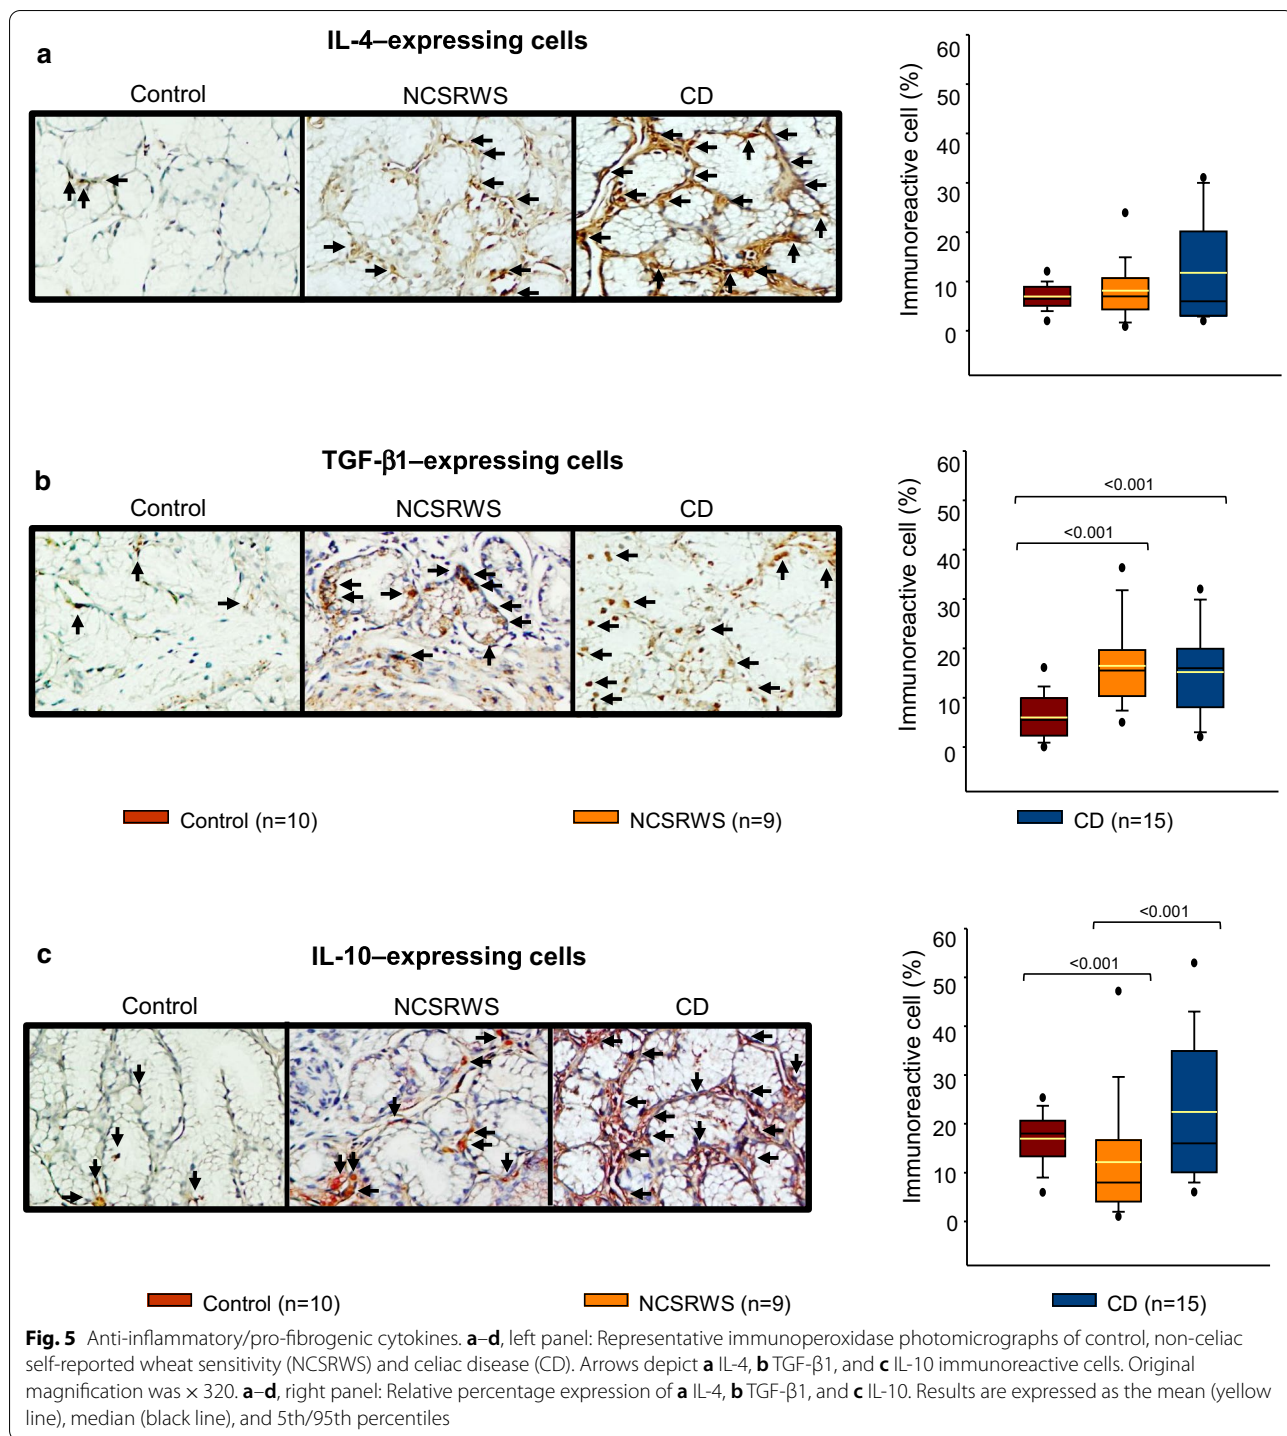 a
IL-4–expressing cells
Control
NCSRWS
CD
Immunoreactive cell (%)
60
50
40
30
20
10
0
b
TGF-β1–expressing cells
Control
NCSRWS
CD
Immunoreactive cell (%)
60
50
40
30
20
10
0
<0.001
<0.001
Control (n=10)
NCSRWS (n=9)
CD (n=15)
c
IL-10–expressing cells
Control
NCSRWS
CD
Immunoreactive cell (%)
60
50
40
30
20
10
0
<0.001
<0.001
Control (n=10)
NCSRWS (n=9)
CD (n=15)
Fig. 5 Anti-inflammatory/pro-fibrogenic cytokines. a–d, left panel: Representative immunoperoxidase photomicrographs of control, non-celiac
self-reported wheat sensitivity (NCSRWS) and celiac disease (CD). Arrows depict a IL-4, b TGF-β1, and c IL-10 immunoreactive cells. Original
magnification was × 320. a–d, right panel: Relative percentage expression of a IL-4, b TGF-β1, and c IL-10. Results are expressed as the mean (yellow
line), median (black line), and 5th/95th percentiles